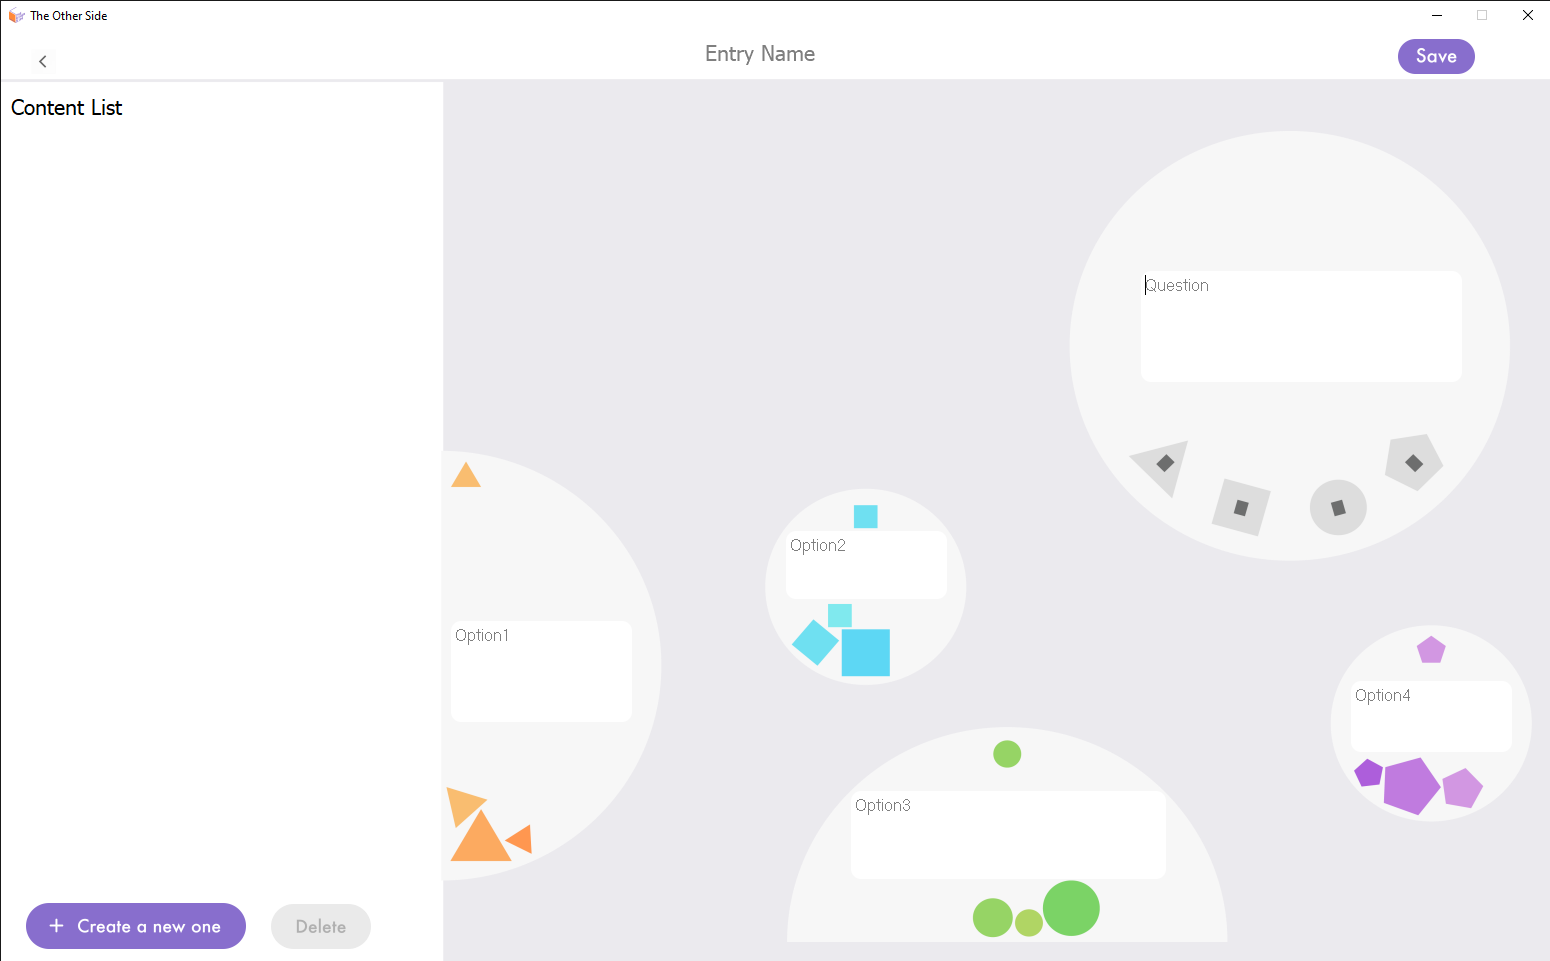 The Other Side
Entry Name
Save
Content List
Question
Option2
Option1
Option4
Option3
+ Create a new one
Delete